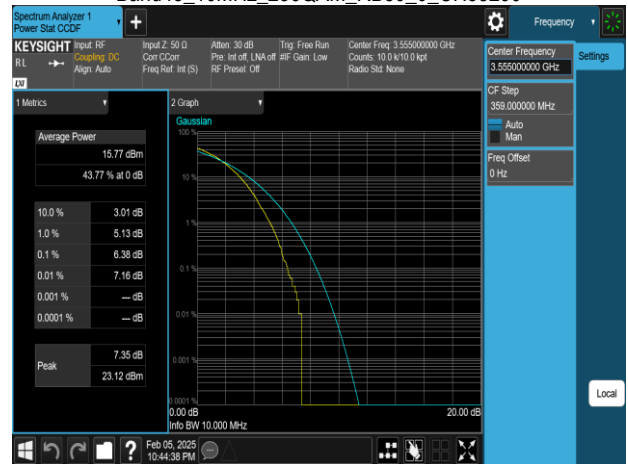 Spectrum Analyzer 1
Power Stat CCDF
Frequency
KEYSIGHT
RL
LXI
Input: RF
Coupling: DC
Align: Auto
Input Z: 50 Ω
Corr CCorr
Freq Ref: Int (S)
Atten: 30 dB
Pre: Int off, LNA off
RF Preset: Off
Trig: Free Run
#IF Gain: Low
Center Freq: 3.555000000 GHz
Counts: 10.0 k/10.0 kpt
Radio Std: None
Center Frequency
3.555000000 GHz
Settings
CF Step
359.000000 MHz
Auto
Man
Freq Offset
0 Hz
1 Metrics
Average Power
15.77 dBm
43.77 % at 0 dB
10.0 % 3.01 dB
1.0 % 5.13 dB
0.1 % 6.38 dB
0.01 % 7.16 dB
0.001 % --- dB
0.0001 % --- dB
Peak
7.35 dB
23.12 dBm
2 Graph
Gaussian
100 %
10 %
1 %
0.1 %
0.01 %
0.001 %
0.0001 %
0.00 dB 20.00 dB
Info BW 10.000 MHz
Local
?
Feb 05, 2025
10:44:38 PM